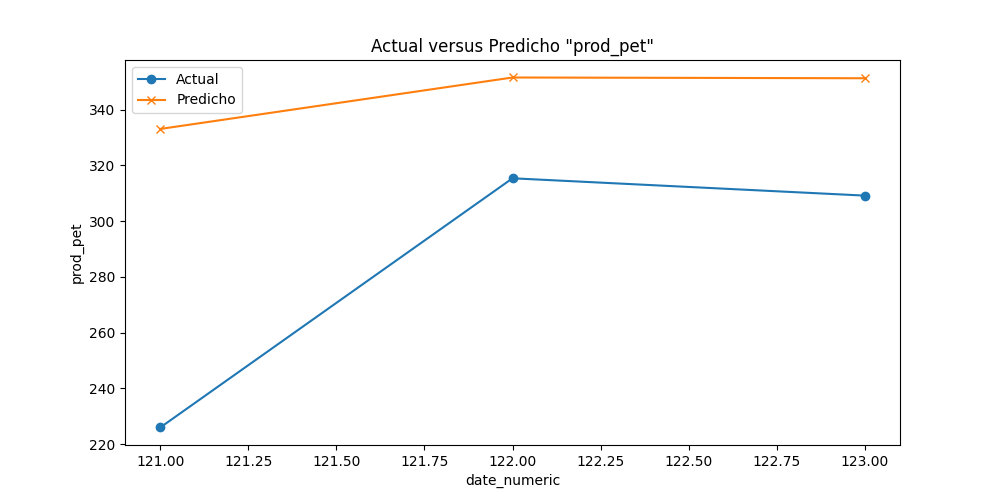 Actual versus Predicho "prod_pet"
Actual
Predicho
340
320
300
280
260
240
220
prod_pet
121.00 121.25 121.50 121.75 122.00 122.25 122.50 122.75 123.00
date_numeric